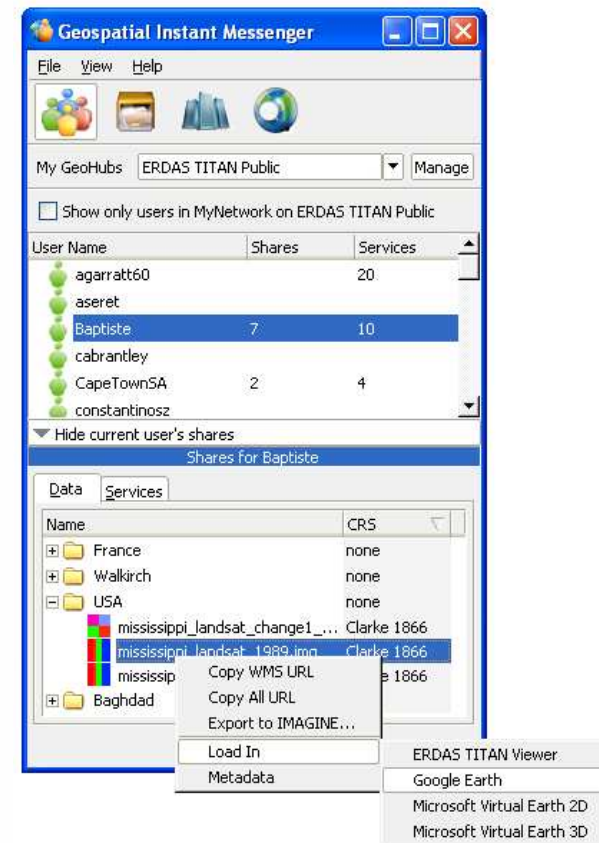 Geospatial Instant Messenger
File View Help
My GeoHubs ERDAS TITAN Public Manage
Show only users in MyNetwork on ERDAS TITAN Public
User Name Shares Services
agarratt60 20
aseret
Baptiste 7 10
cabrantley
CapeTownSA 2 4
constantinosz
Hide current user's shares
Shares for Baptiste
Data Services
Name CRS
France none
Walkirch none
USA none
mississippi_landsat_change1_... Clarke 1866
mississippi_landsat_1989.img Clarke 1866
mississip e 1866
Baghdad
Copy WMS URL
Copy All URL
Export to IMAGINE...
Load In
Metadata
ERDAS TITAN Viewer
Google Earth
Microsoft Virtual Earth 2D
Microsoft Virtual Earth 3D